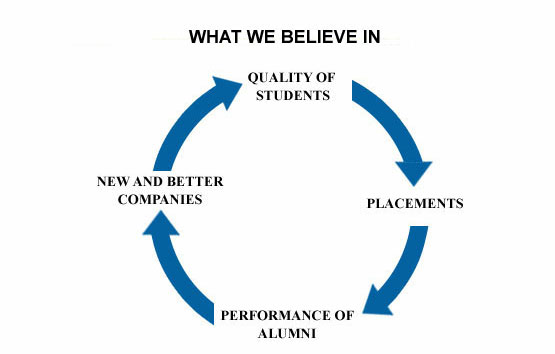 WHAT WE BELIEVE IN
QUALITY OF
STUDENTS
PLACEMENTS
PERFORMANCE OF
ALUMNI
NEW AND BETTER
COMPANIES